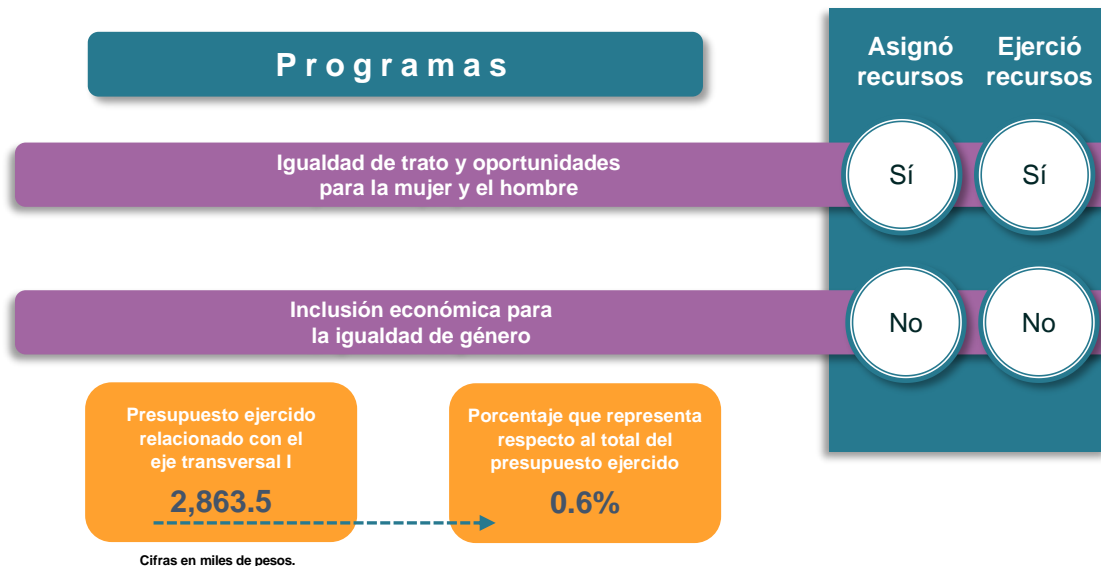 Programas
Asignó
recursos
Ejerció
recursos
Igualdad de trato y oportunidades
para la mujer y el hombre
Sí
Sí
Inclusión económica para
la igualdad de género
No
No
Presupuesto ejercido
relacionado con el
eje transversal I
2,863.5
Porcentaje que representa
respecto al total del
presupuesto ejercido
0.6%
Cifras en miles de pesos.